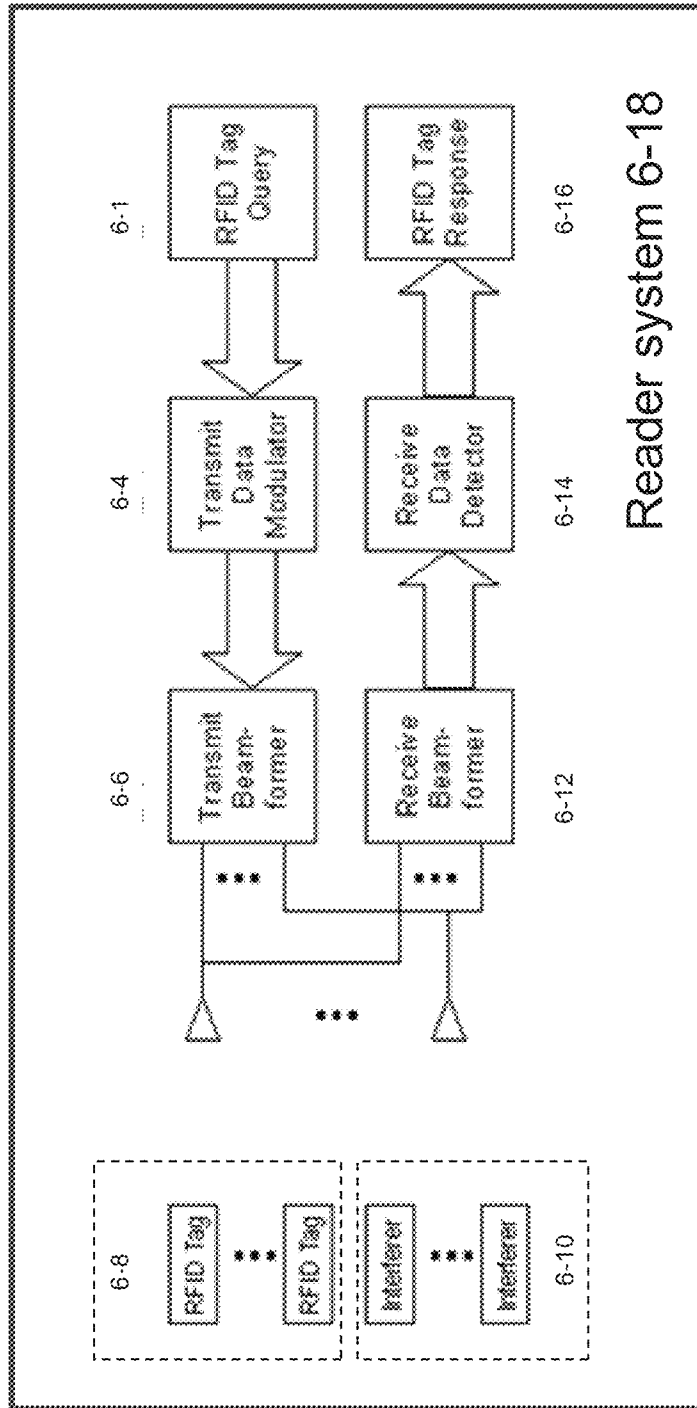 6-8
6-6
6-4
6-1
RFID Tag
RFID Tag
Transmit
Beam-
former
Transmit
Data
Modulator
RFID Tag
Query
Interferer
Interferer
Receive
Beam-
former
Receive
Data
Detector
RFID Tag
Response
6-10
6-12
6-14
6-16
Reader system 6-18